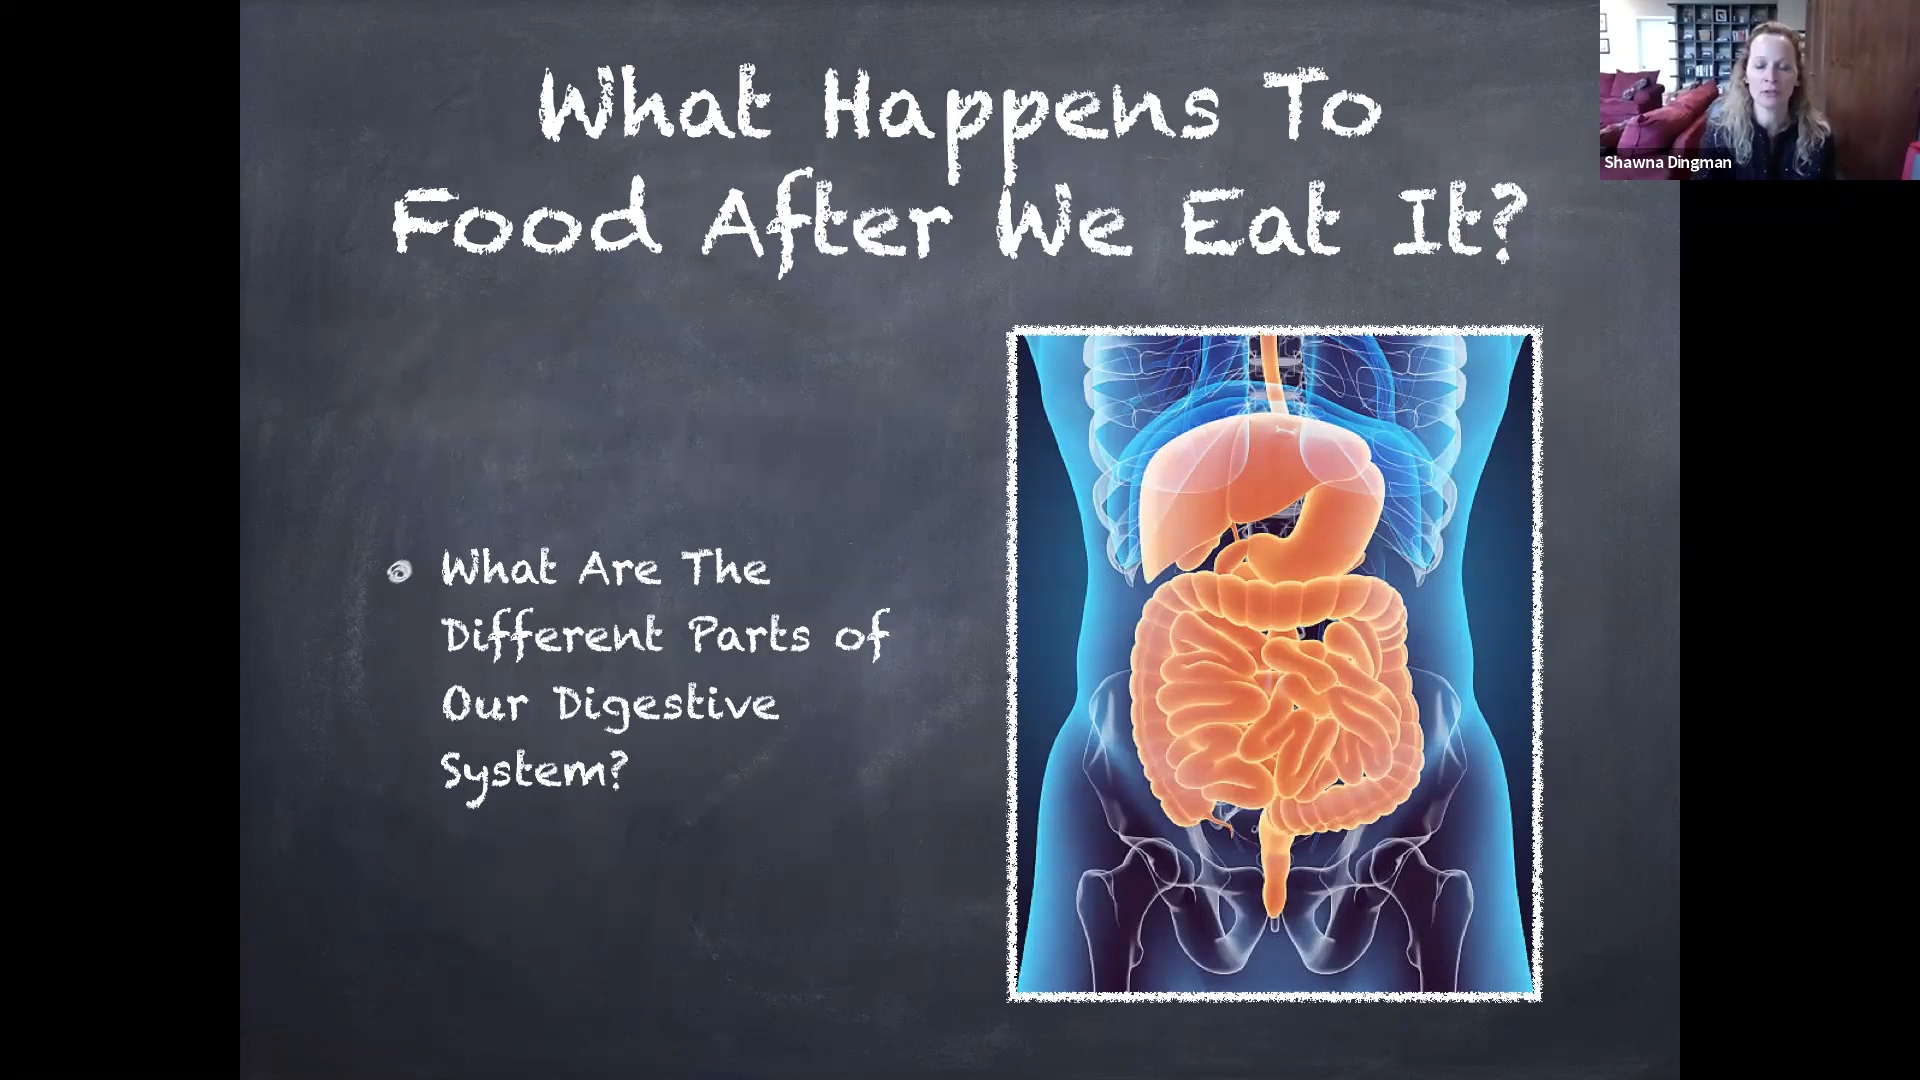 What Happens To
Food After We Eat It?
Shawna Dingman
What Are The
Different Parts of
Our Digestive
System?